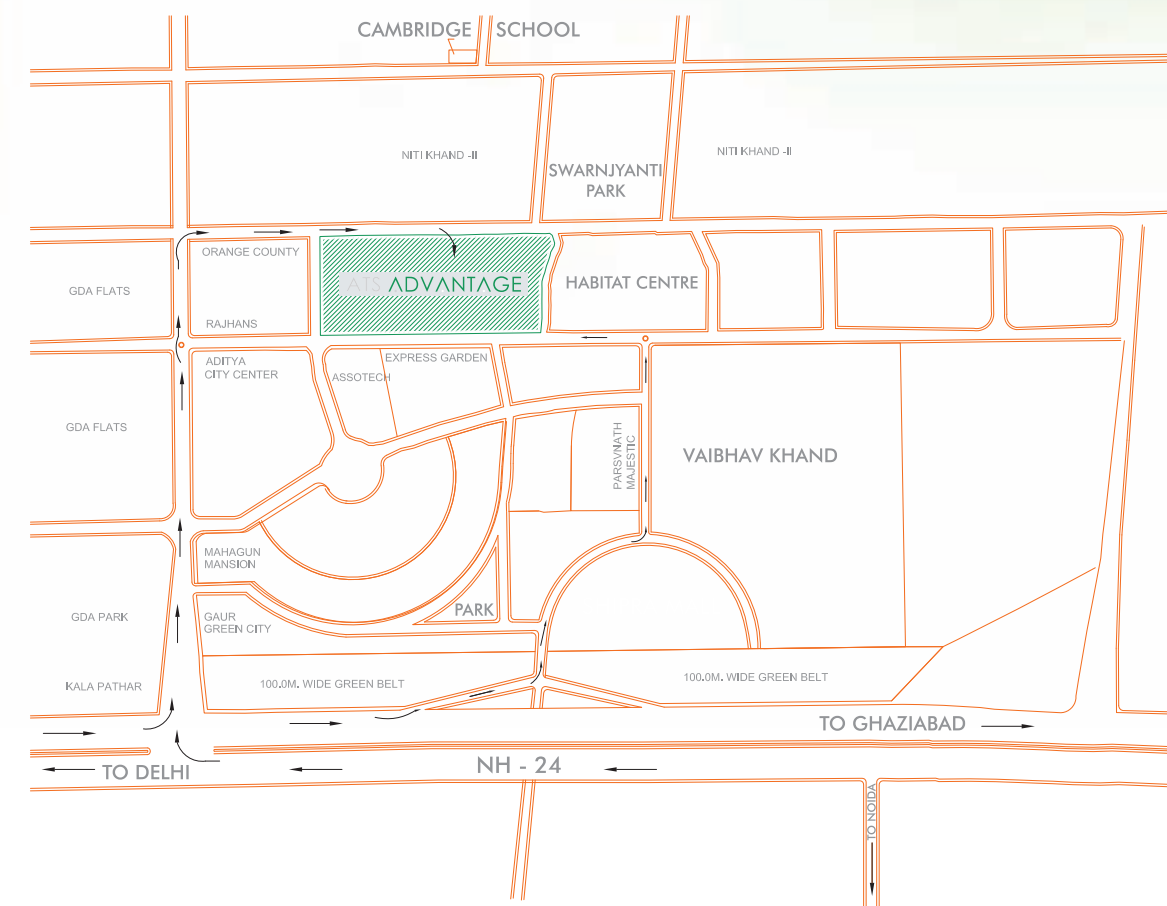 CAMBRIDGE SCHOOL
NITI KHAND -II
SWARNJYANTI
PARK
NITI KHAND -II
ORANGE COUNTY
GDA FLATS
ATS ADVANTAGE
HABITAT CENTRE
RAJHANS
ADITYA
CITY CENTER
EXPRESS GARDEN
ASSOTECH
GDA FLATS
PARSVNATH
MAJESTIC
VAIBHAV KHAND
MAHAGUN
MANSION
GDA PARK
GAUR
GREEN CITY
PARK
KALA PATHAR
100.0M. WIDE GREEN BELT
100.0M. WIDE GREEN BELT
TO GHAZIABAD
TO DELHI
NH - 24
TO NOIDA